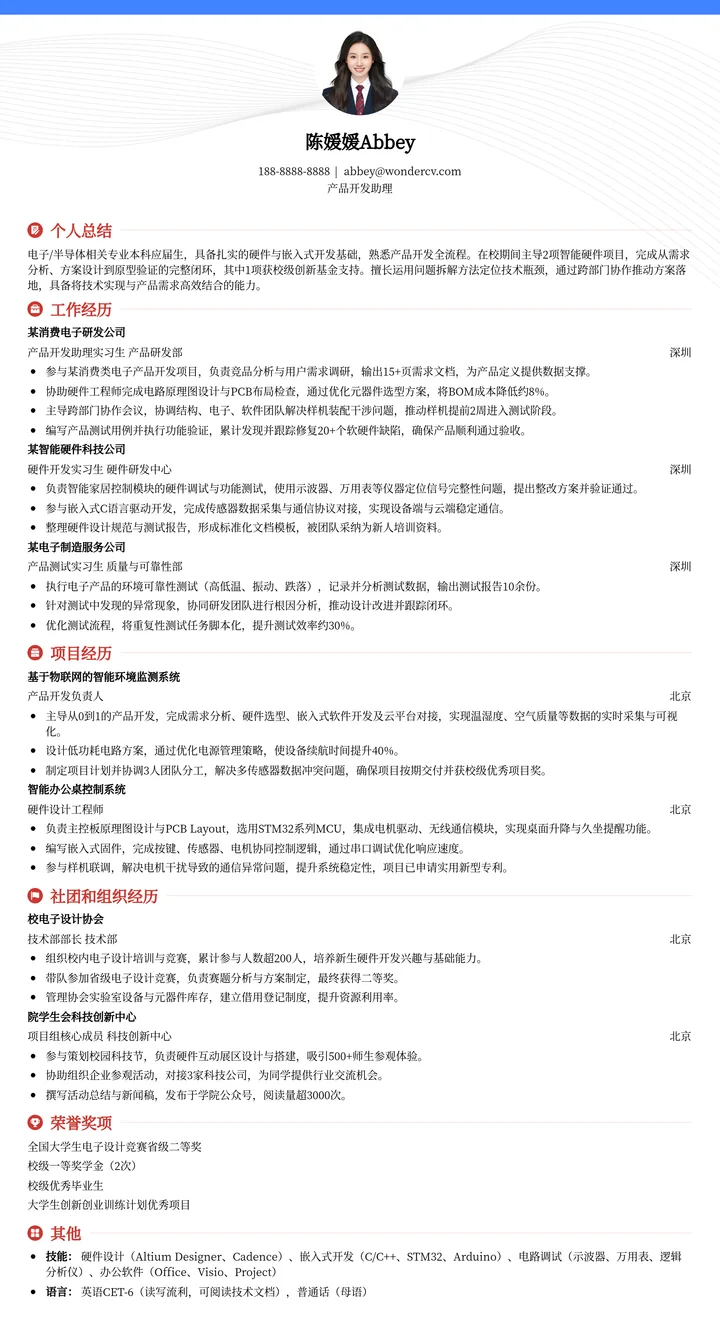 陈媛媛Abbey
188-8888-8888 | abbey@wondercv.com
产品开发助理
个人总结
电子/半导体相关专业本科应届生，具备扎实的硬件与嵌入式开发基础，熟悉产品开发全流程。在校期间主导2项智能硬件项目，完成从需求
分析、方案设计到原型验证的完整闭环，其中1项获校级创新基金支持。擅长运用问题拆解方法定位技术瓶颈，通过跨部门协作推动方案落
地，具备将技术实现与产品需求高效结合的能力。
工作经历
某消费电子研发公司
产品开发助理实习生 产品研发部 深圳
参与某消费类电子产品开发项目，负责竞品分析与用户需求调研，输出15+页需求文档，为产品定义提供数据支撑。
协助硬件工程师完成电路原理图设计与PCB布局检查，通过优化元器件选型方案，将BOM成本降低约8%。
主导跨部门协作会议，协调结构、电子、软件团队解决样机装配干涉问题，推动样机提前2周进入测试阶段。
编写产品测试用例并执行功能验证，累计发现并跟踪修复20+个软硬件缺陷，确保产品顺利通过验收。
某智能硬件科技公司
硬件开发实习生 硬件研发中心 深圳
负责智能家居控制模块的硬件调试与功能测试，使用示波器、万用表等仪器定位信号完整性问题，提出整改方案并验证通过。
参与嵌入式C语言驱动开发，完成传感器数据采集与通信协议对接，实现设备端与云端稳定通信。
整理硬件设计规范与测试报告，形成标准化文档模板，被团队采纳为新人培训资料。
某电子制造服务公司
产品测试实习生 质量与可靠性部 深圳
执行电子产品的环境可靠性测试（高低温、振动、跌落），记录并分析测试数据，输出测试报告10余份。
针对测试中发现的异常现象，协同研发团队进行根因分析，推动设计改进并跟踪闭环。
优化测试流程，将重复性测试任务脚本化，提升测试效率约30%。
项目经历
基于物联网的智能环境监测系统
产品开发负责人 北京
主导从0到1的产品开发，完成需求分析、硬件选型、嵌入式软件开发及云平台对接，实现温湿度、空气质量等数据的实时采集与可视
化。
设计低功耗电路方案，通过优化电源管理策略，使设备续航时间提升40%。
制定项目计划并协调3人团队分工，解决多传感器数据冲突问题，确保项目按期交付并获校级优秀项目奖。
智能办公桌控制系统
硬件设计工程师 北京
负责主控板原理图设计与PCB Layout，选用STM32系列MCU，集成电机驱动、无线通信模块，实现桌面升降与久坐提醒功能。
编写嵌入式固件，完成按键、传感器、电机协同控制逻辑，通过串口调试优化响应速度。
参与样机联调，解决电机干扰导致的通信异常问题，提升系统稳定性，项目已申请实用新型专利。
社团和组织经历
校电子设计协会
技术部部长 技术部 北京
组织校内电子设计培训与竞赛，累计参与人数超200人，培养新生硬件开发兴趣与基础能力。
带队参加省级电子设计竞赛，负责赛题分析与方案制定，最终获得二等奖。
管理协会实验室设备与元器件库存，建立借用登记制度，提升资源利用率。
院学生会科技创新中心
项目组核心成员 科技创新中心 北京
参与策划校园科技节，负责硬件互动展区设计与搭建，吸引500+师生参观体验。
协助组织企业参观活动，对接3家科技公司，为同学提供行业交流机会。
撰写活动总结与新闻稿，发布于学院公众号，阅读量超3000次。
荣誉奖项
全国大学生电子设计竞赛省级二等奖
校级一等奖学金（2次）
校级优秀毕业生
大学生创新创业训练计划优秀项目
其他
技能： 硬件设计（Altium Designer、Cadence）、嵌入式开发（C/C++、STM32、Arduino）、电路调试（示波器、万用表、逻辑
分析仪）、办公软件（Office、Visio、Project）
语言： 英语CET-6（读写流利，可阅读技术文档），普通话（母语）